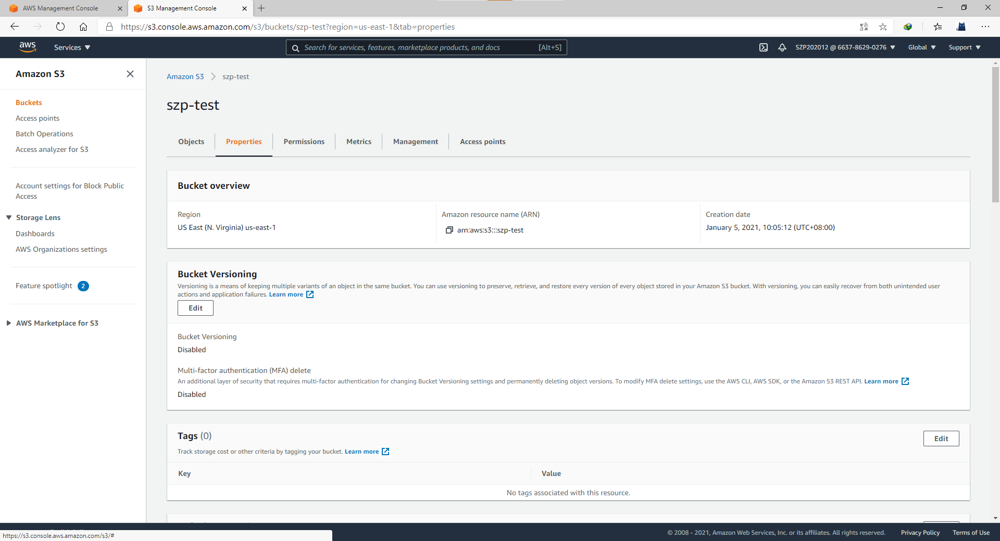 AWS Management Console
S3 Management Console
https://s3.console.aws.amazon.com/s3/buckets/szp-test?region=us-east-1&tab=properties
aws
Services
Search for services, features, marketplace products, and docs
[Alt+S]
SZP202012 @ 6637-8629-0276
Global
Support
Amazon S3
Buckets
Access points
Batch Operations
Access analyzer for S3
Account settings for Block Public
Access
Storage Lens
Dashboards
AWS Organizations settings
Feature spotlight 2
AWS Marketplace for S3
Amazon S3
szp-test
szp-test
Objects
Properties
Permissions
Metrics
Management
Access points
Bucket overview
Region
US East (N. Virginia) us-east-1
Amazon resource name (ARN)
arn:aws:s3:::szp-test
Creation date
January 5, 2021, 10:05:12 (UTC+08:00)
Bucket Versioning
Versioning is a means of keeping multiple variants of an object in the same bucket. You can use versioning to preserve, retrieve, and restore every version of every object stored in your Amazon S3 bucket. With versioning, you can easily recover from both unintended user
actions and application failures. Learn more
Edit
Bucket Versioning
Disabled
Multi-factor authentication (MFA) delete
An additional layer of security that requires multi-factor authentication for changing Bucket Versioning settings and permanently deleting object versions. To modify MFA delete settings, use the AWS CLI, AWS SDK, or the Amazon S3 REST API. Learn more
Disabled
Tags (0)
Edit
Track storage cost or other criteria by tagging your bucket. Learn more
Key
Value
No tags associated with this resource.
https://s3.console.aws.amazon.com/s3/#
© 2008 - 2021, Amazon Web Services, Inc. or its affiliates. All rights reserved.
Privacy Policy
Terms of Use